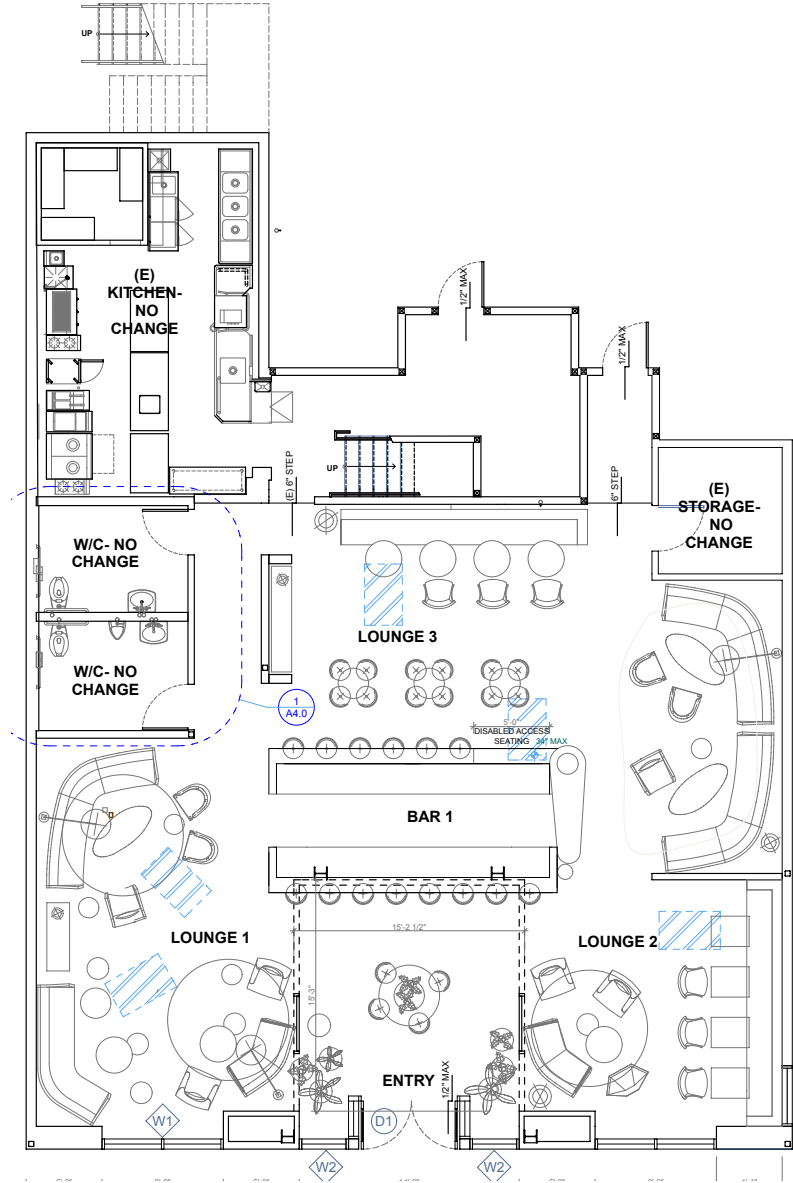 UP
(E)
KITCHEN-
NO
CHANGE
1/2" MAX
1/2" MAX
UP
(E) 6" STEP
6" STEP
(E)
STORAGE-
NO
CHANGE
W/C- NO
CHANGE
LOUNGE 3
W/C- NO
CHANGE
1
A4.0
5'-0"
DISABLED ACCESS
SEATING 34" MAX
BAR 1
15'-2 1/2"
LOUNGE 1
LOUNGE 2
15'-3"
ENTRY
1/2" MAX
W1
D1
W2
W2